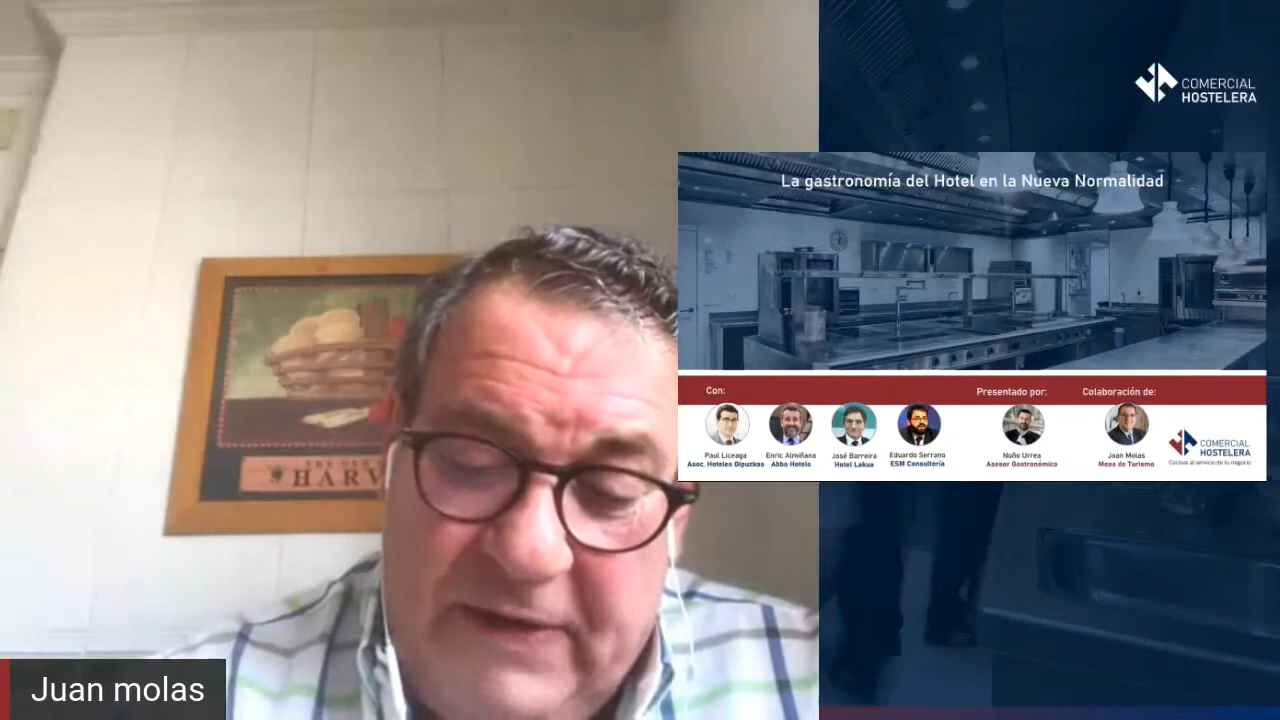 COMERCIAL
HOSTELERA
La gastronomía del Hotel en la Nueva Normalidad
Con:
Presentado por:
Colaboración de:
Paul Liceaga
Asoc. Hoteles Gipuzkoa
Enric Almiñana
Abba Hotels
José Barreira
Hotel Lakua
Eduardo Serrano
ESM Consultoría
Nuño Urrea
Asesor Gastronómico
Joan Molas
Mesa de Turismo
COMERCIAL
HOSTELERA
Cocinas al servicio de tu negocio
HARV
Juan molas